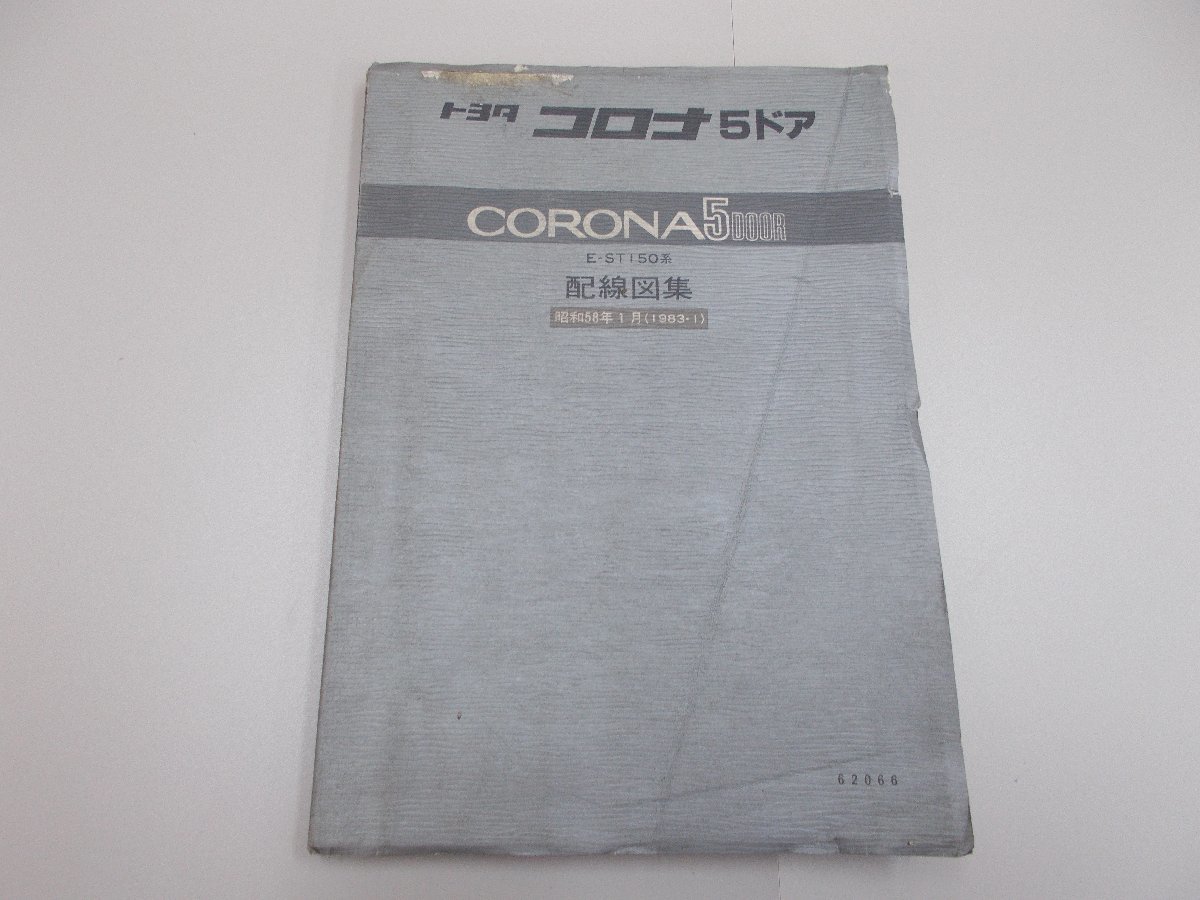 トヨタ コロナ 5ドア
CORONA 5DOOR
E-ST150系
配線図集
昭和58年1月(1983-1)
62066